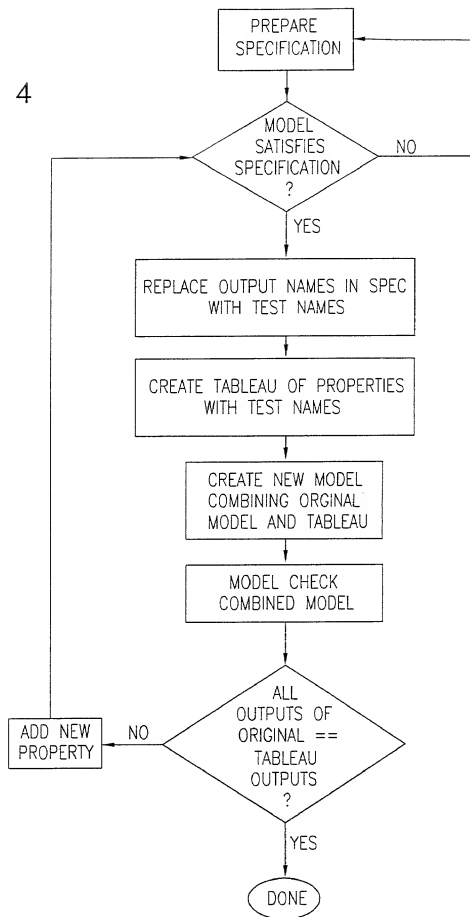 PREPARE
SPECIFICATION
4
MODEL
SATISFIES
SPECIFICATION
?
NO
YES
REPLACE OUTPUT NAMES IN SPEC
WITH TEST NAMES
CREATE TABLEAU OF PROPERTIES
WITH TEST NAMES
CREATE NEW MODEL
COMBINING ORGINAL
MODEL AND TABLEAU
MODEL CHECK
COMBINED MODEL
ALL
OUTPUTS OF
ORIGINAL ==
TABLEAU
OUTPUTS
?
NO
ADD NEW
PROPERTY
YES
DONE